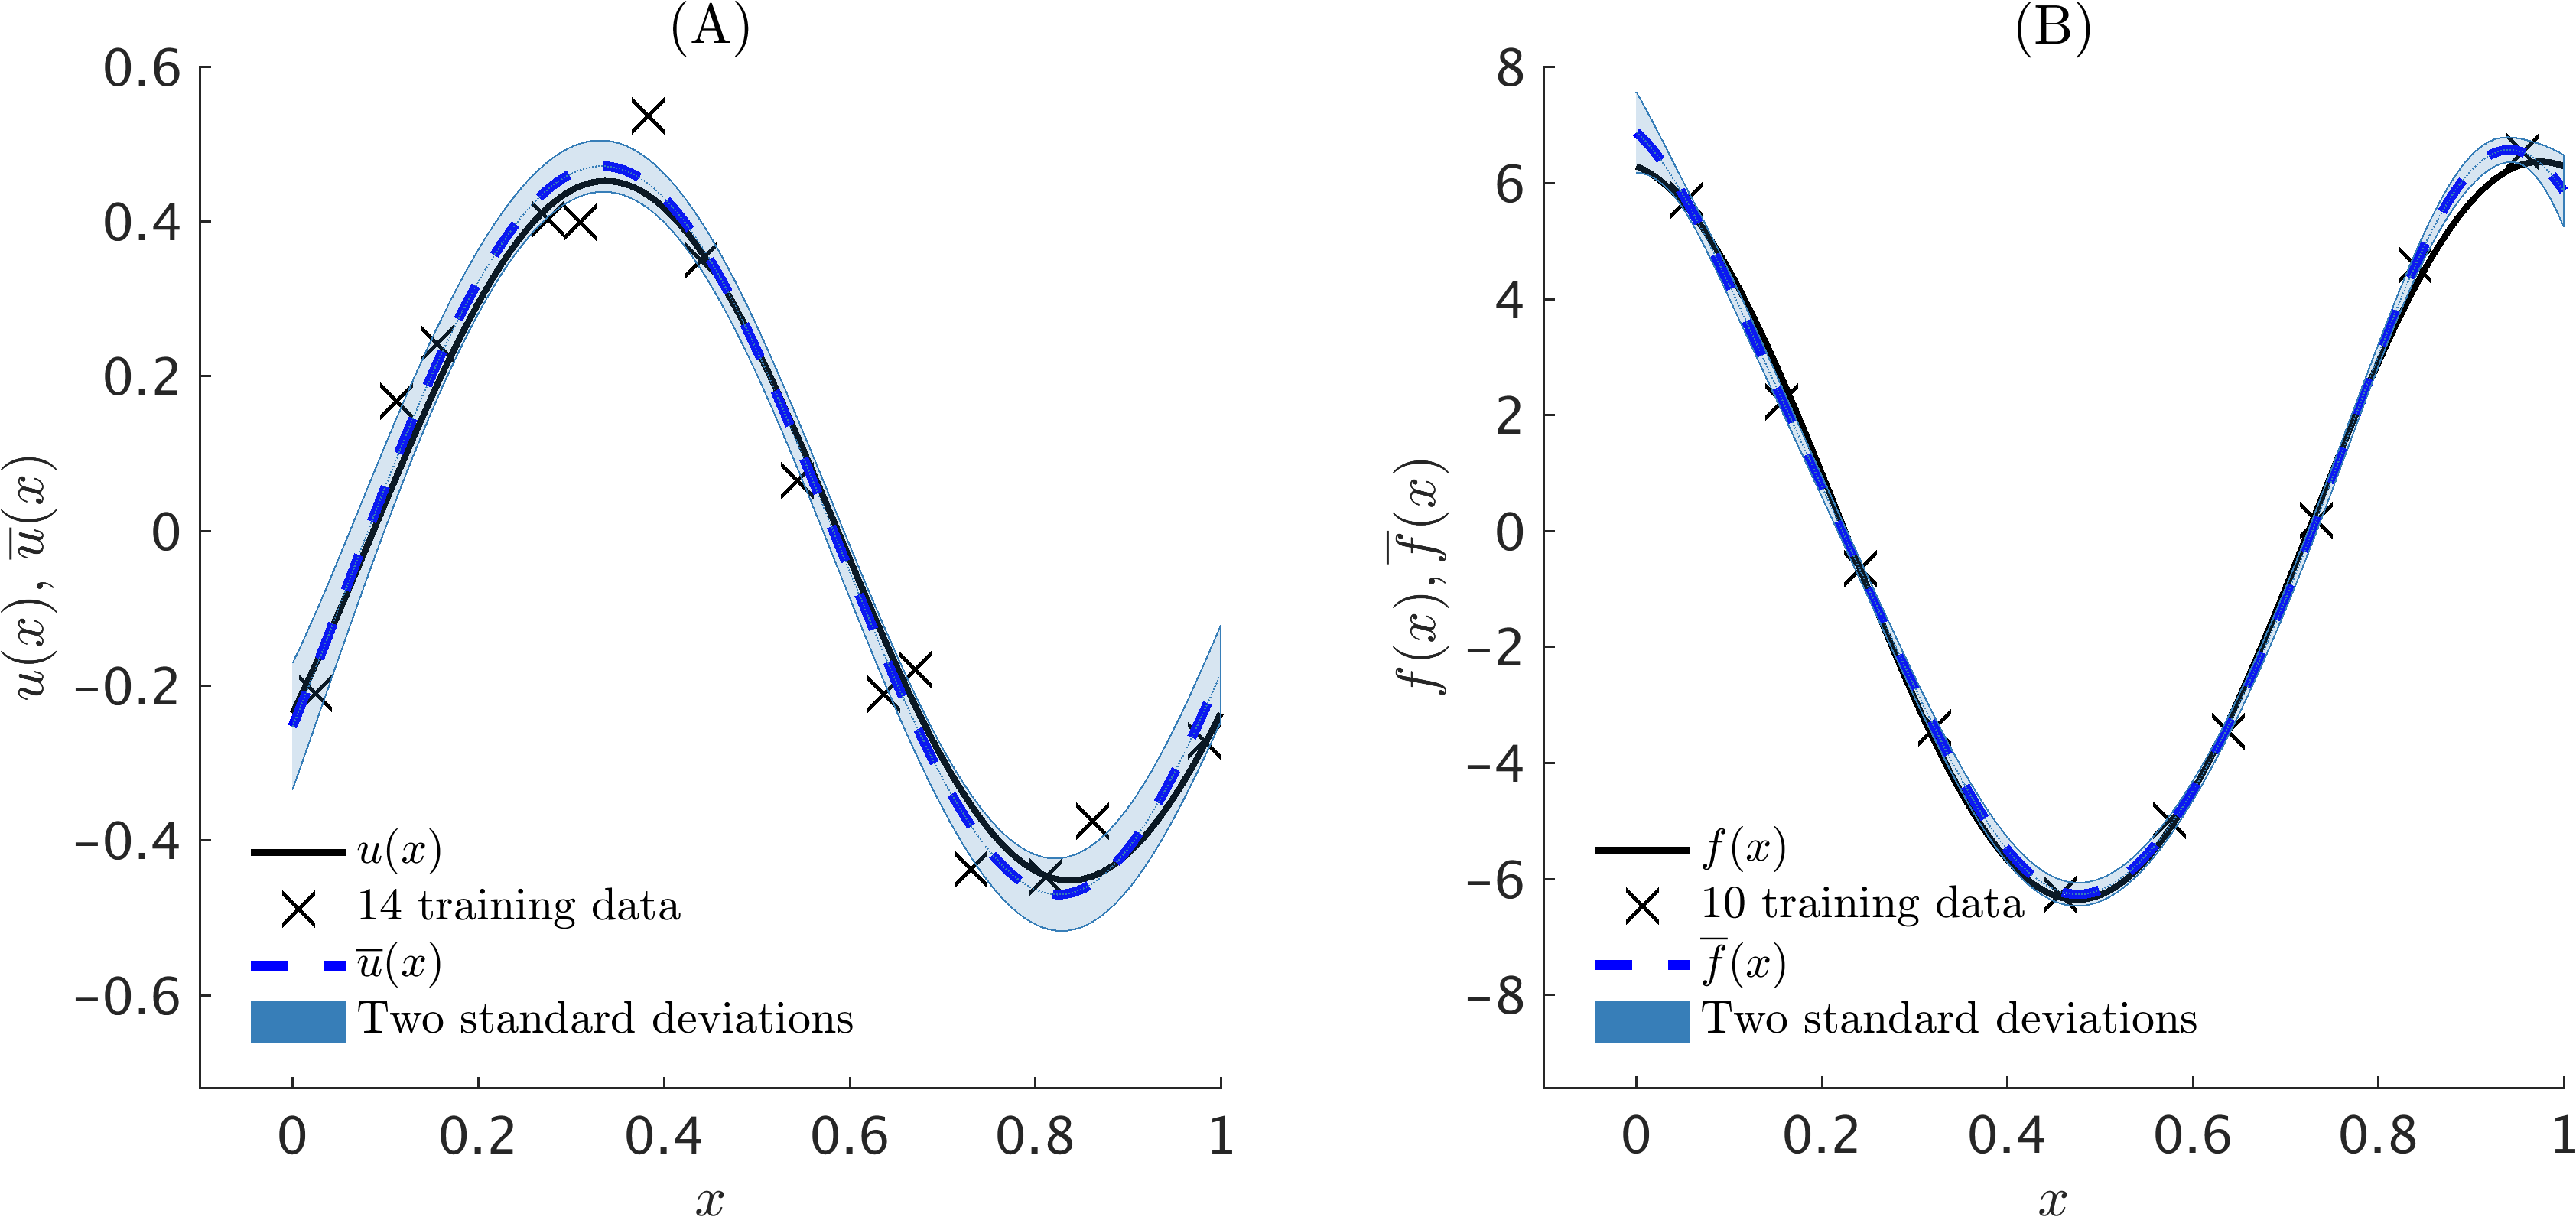 (A)
0.6
0.4
0.2
0
−0.2
−0.4
−0.6
u(x), u̅(x)
u(x)
14 training data
u̅(x)
Two standard deviations
0 0.2 0.4 0.6 0.8 1
x
(B)
8
6
4
2
0
−2
−4
−6
−8
f(x), f̅(x)
f(x)
10 training data
f̅(x)
Two standard deviations
0 0.2 0.4 0.6 0.8 1
x